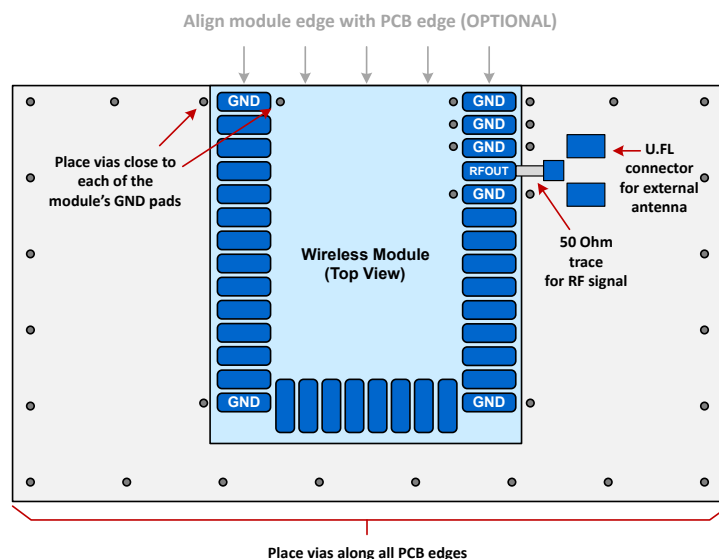 Align module edge with PCB edge (OPTIONAL)
GND
GND
GND
GND
RFOUT
GND
Place vias close to
each of the
module's GND pads
U.FL
connector
for external
antenna
50 Ohm
trace
for RF signal
Wireless Module
(Top View)
GND
GND
Place vias along all PCB edges